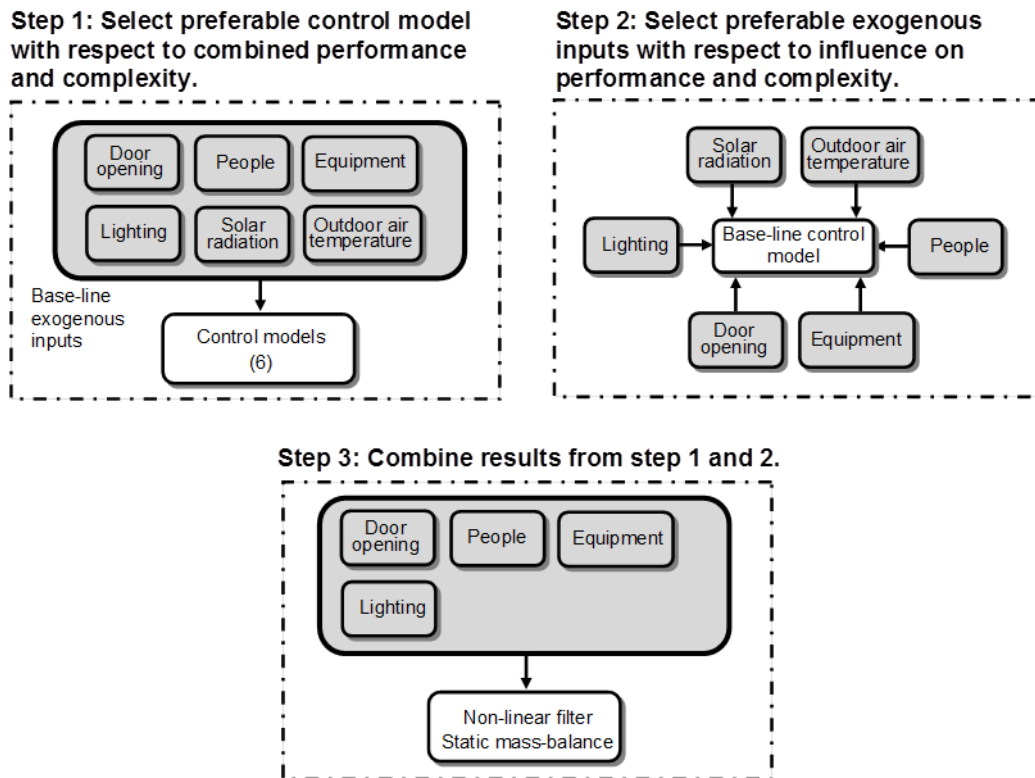 Step 1: Select preferable control model
with respect to combined performance
and complexity.
Door
opening
People
Equipment
Lighting
Solar
radiation
Outdoor air
temperature
Base-line
exogenous
inputs
Control models
(6)
Step 2: Select preferable exogenous
inputs with respect to influence on
performance and complexity.
Solar
radiation
Outdoor air
temperature
Lighting
Base-line control
model
People
Door
opening
Equipment
Step 3: Combine results from step 1 and 2.
Door
opening
People
Equipment
Lighting
Non-linear filter
Static mass-balance